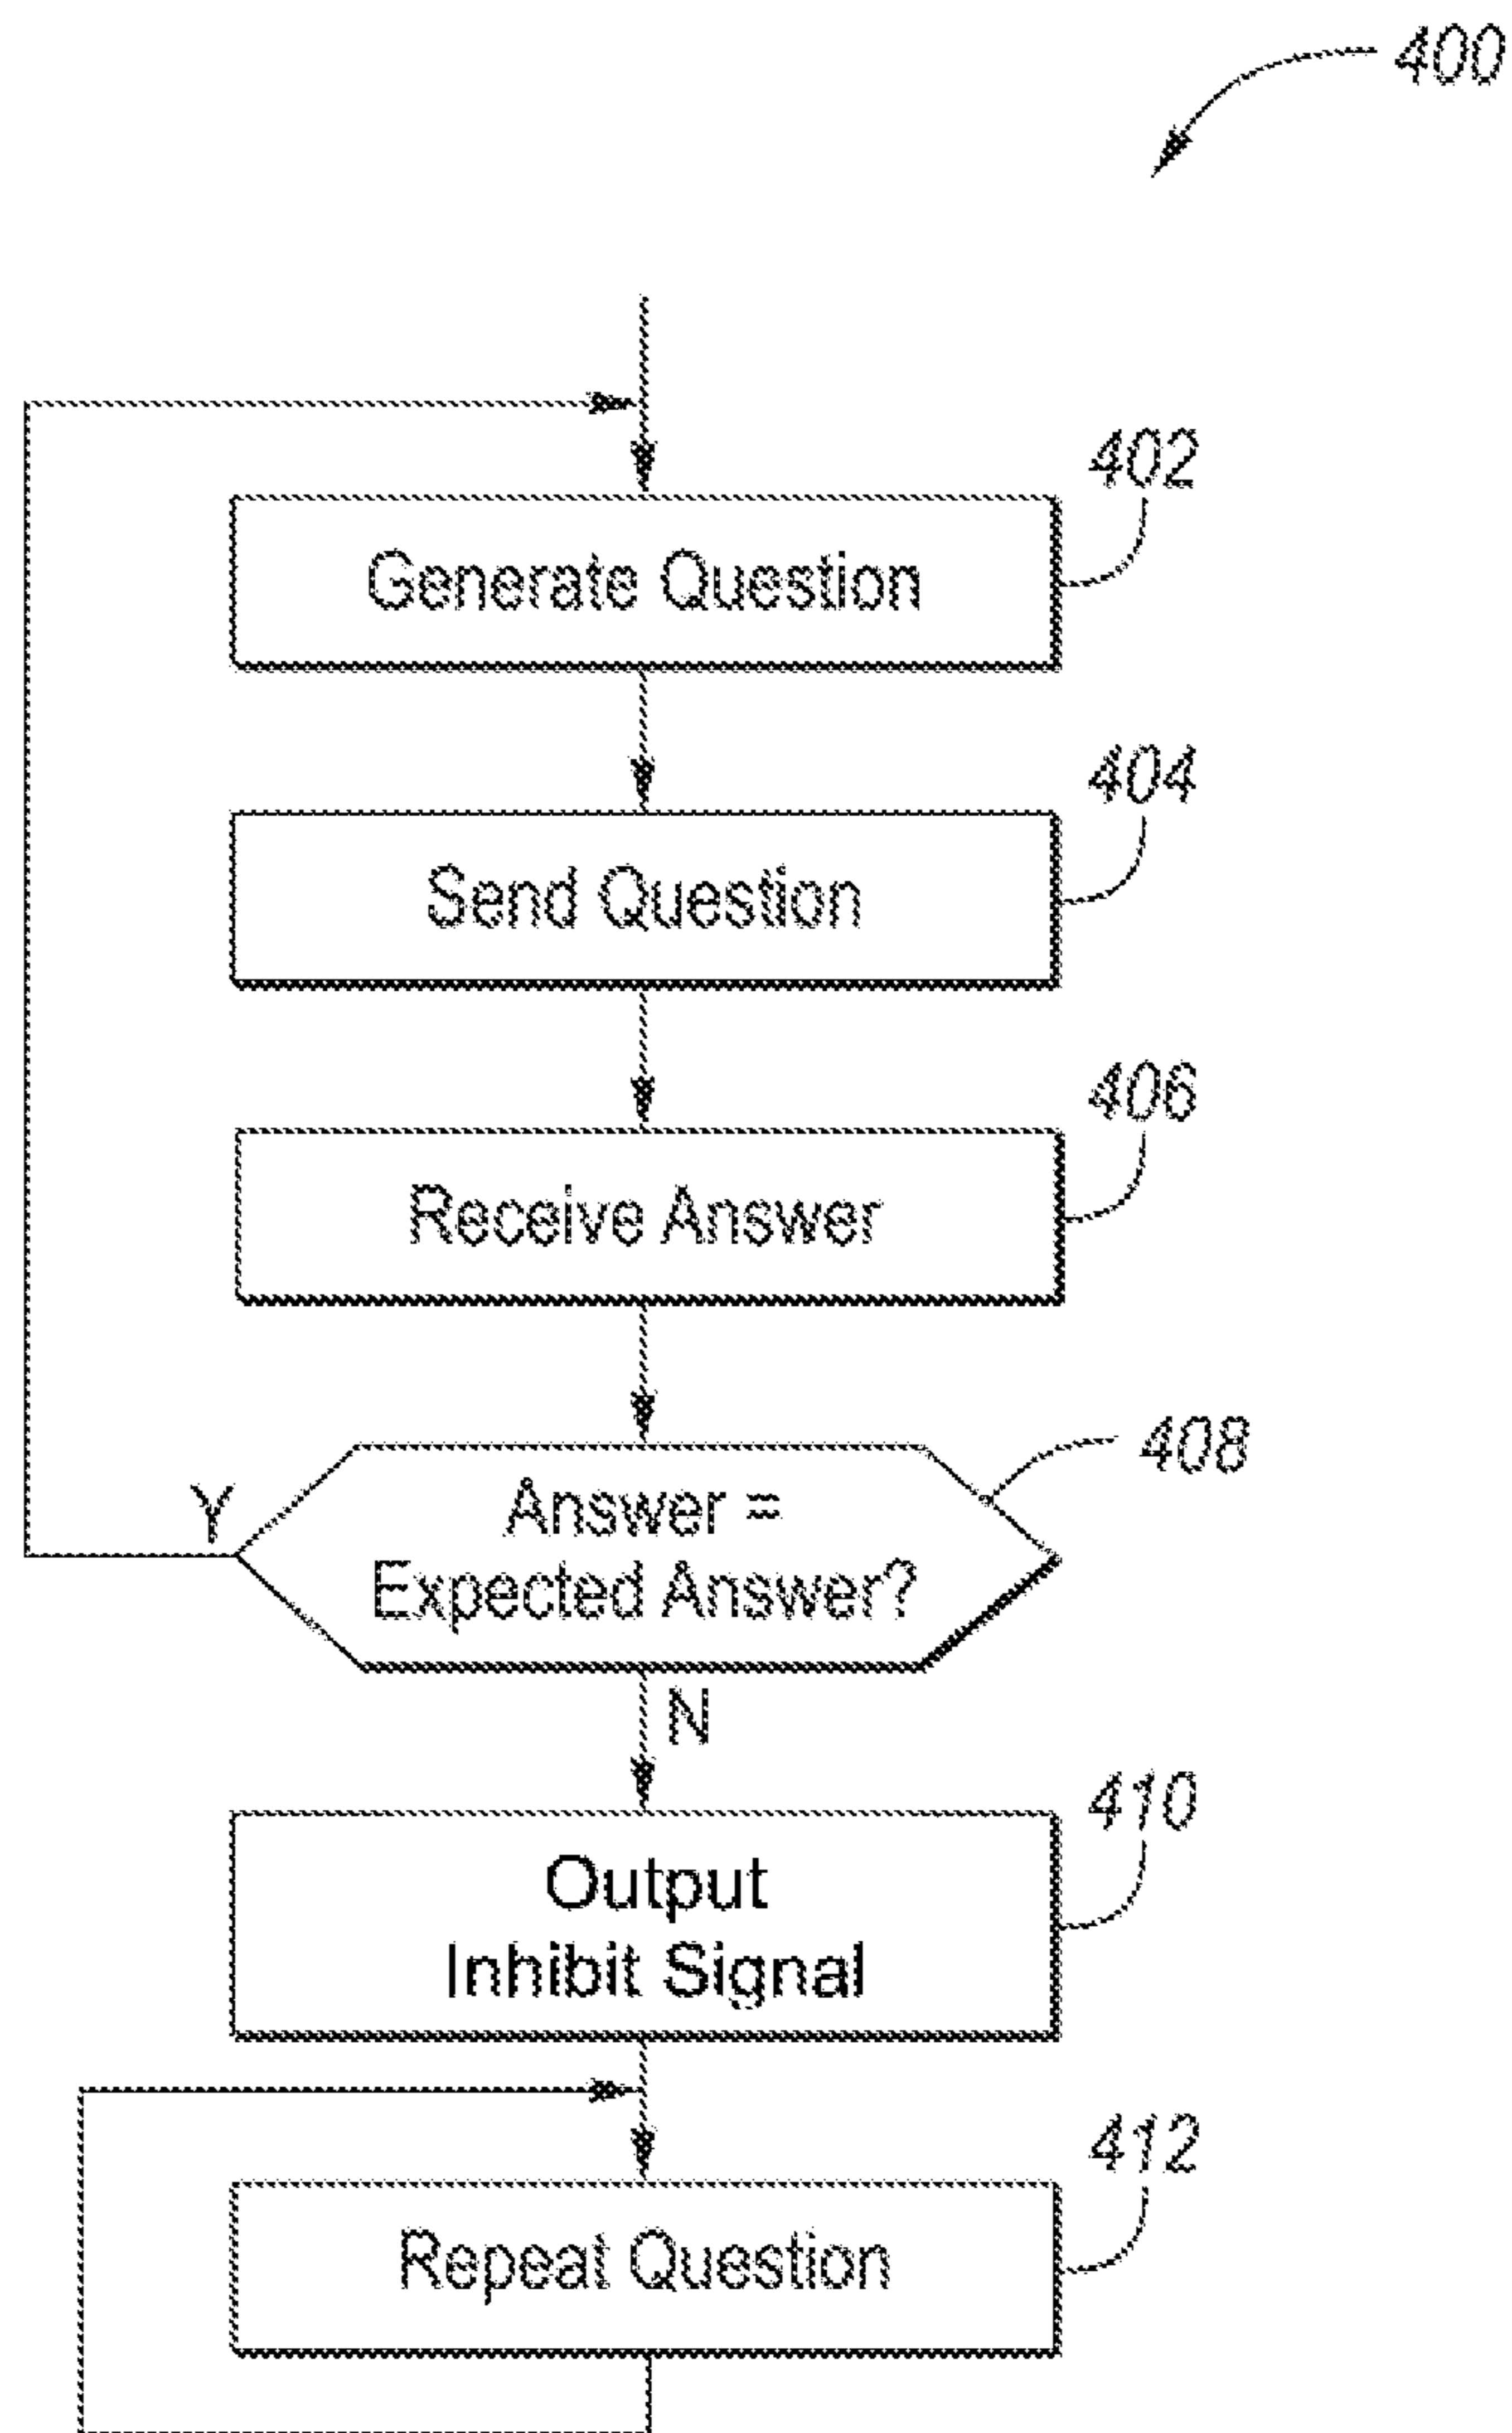 400
402
Generate Question
404
Send Question
406
Receive Answer
408
Y
Answer =
Expected Answer?
N
410
Output
Inhibit Signal
412
Repeat Question